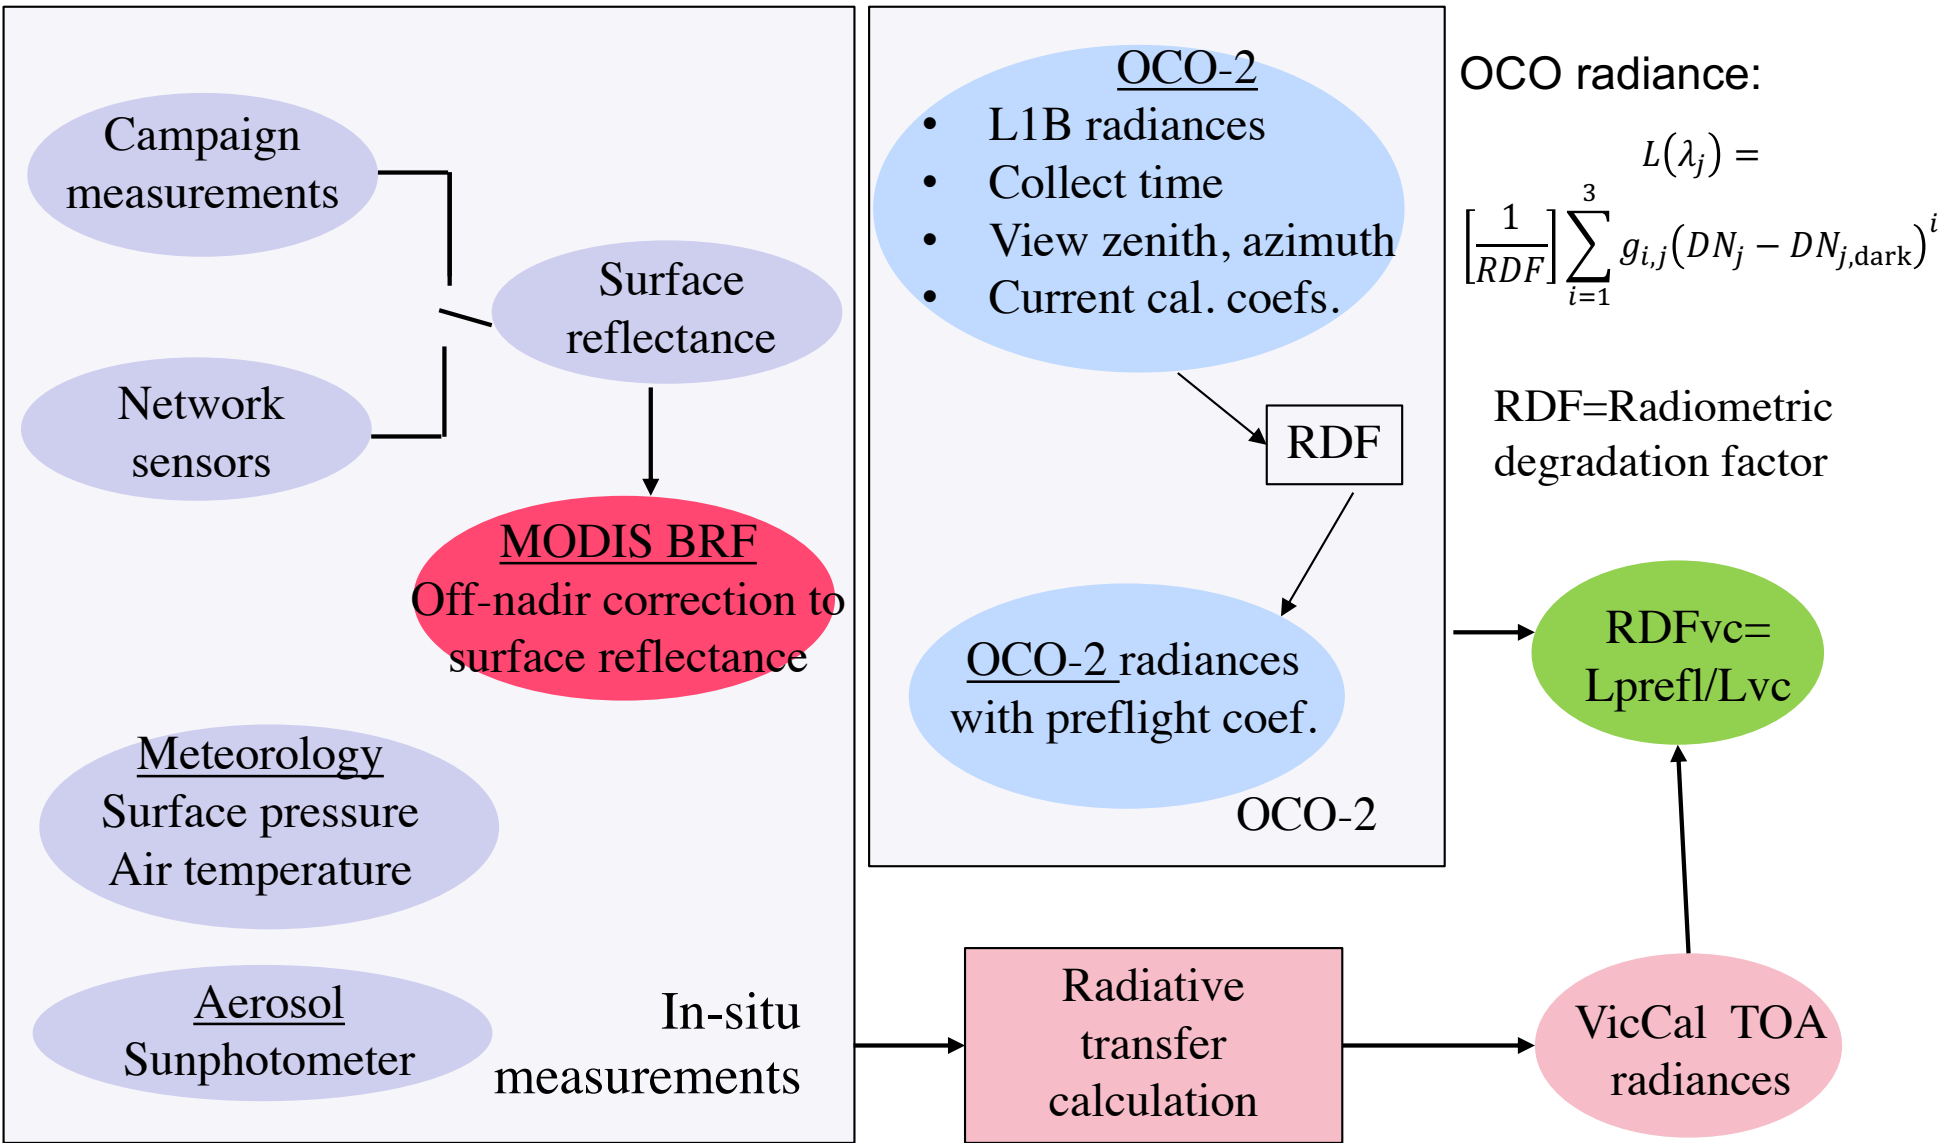 Campaign
measurements
Network
sensors
Surface
reflectance
MODIS BRF
Off-nadir correction to
surface reflectance
Meteorology
Surface pressure
Air temperature
Aerosol
Sunphotometer
In-situ
measurements
OCO-2
• L1B radiances
• Collect time
• View zenith, azimuth
• Current cal. coefs.
RDF
OCO-2 radiances
with preflight coef.
OCO-2
Radiative
transfer
calculation
OCO radiance:
L(λ_j) =
[1/RDF] ∑_{i=1}^{3} g_{i,j}(DN_j − DN_{j,dark})^i
RDF=Radiometric
degradation factor
RDFvc=
Lprefl/Lvc
VicCal TOA
radiances